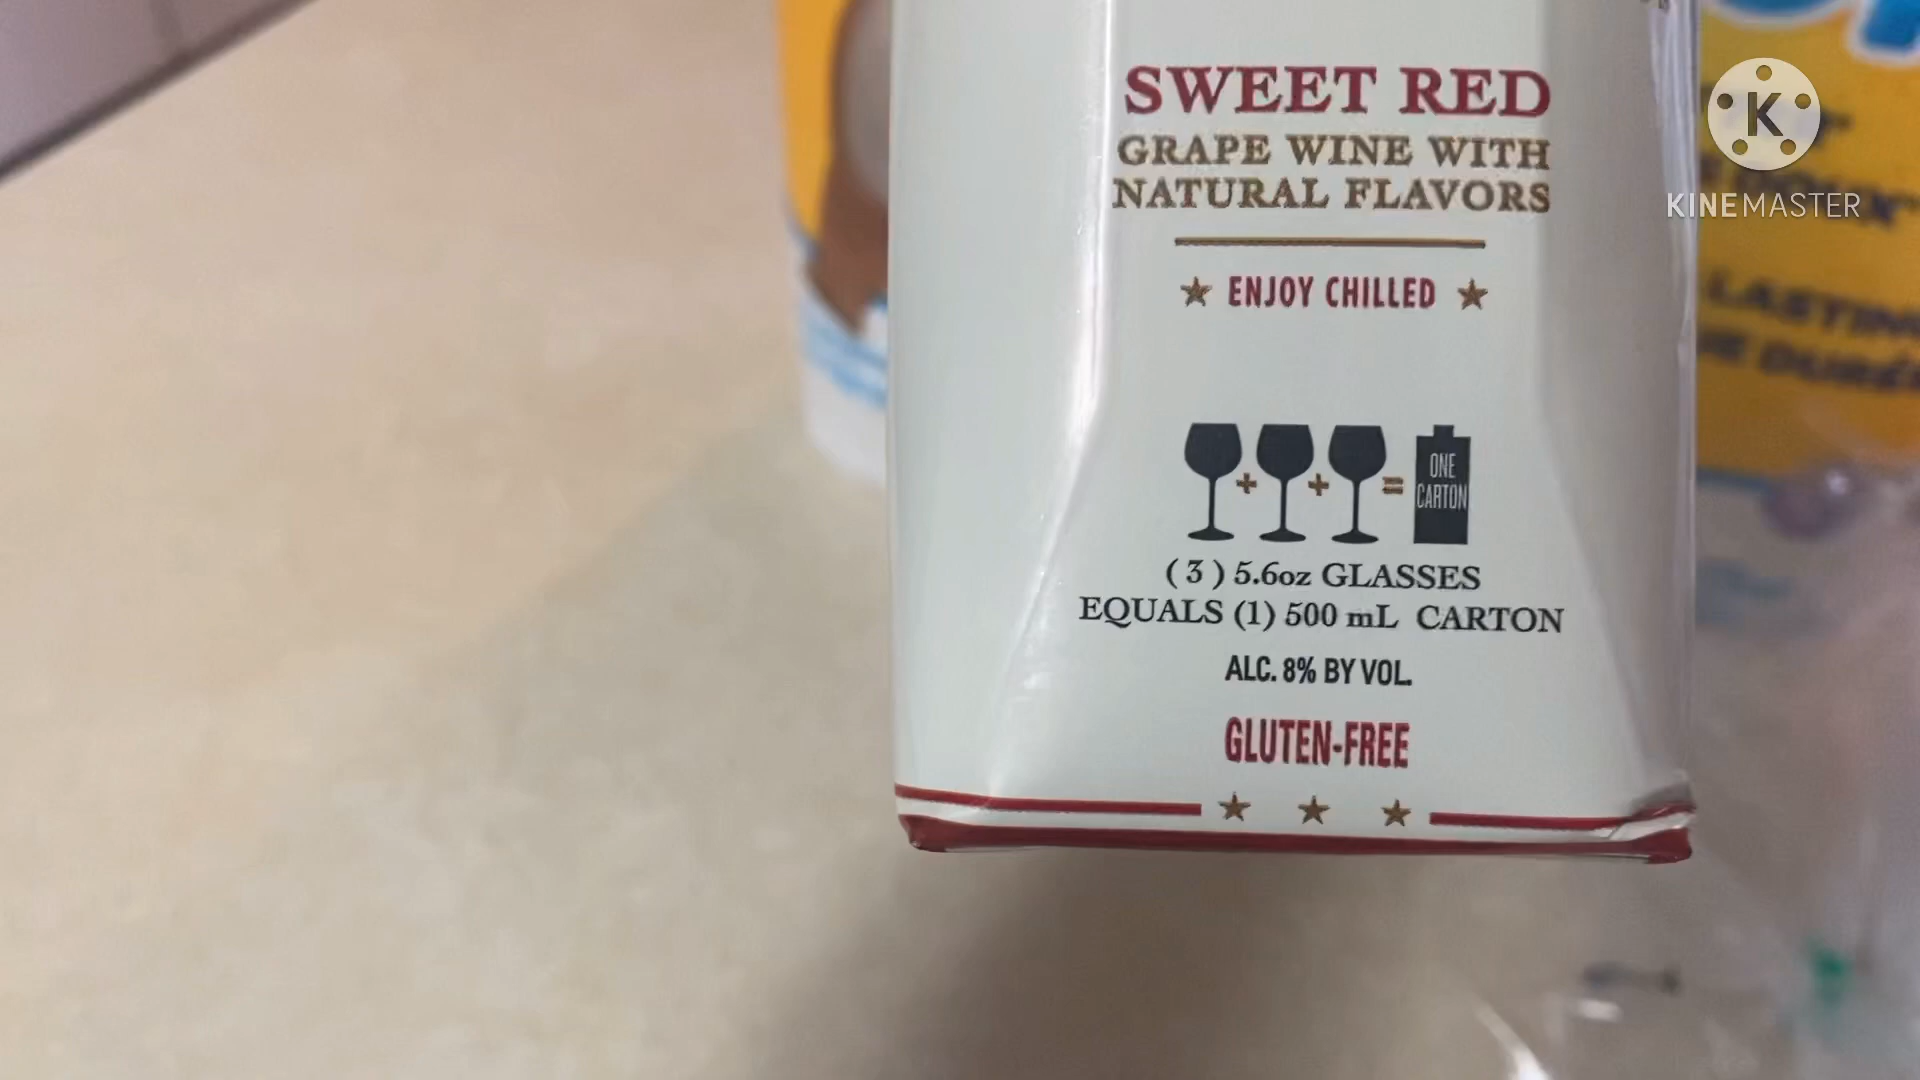 SWEET RED
GRAPE WINE WITH
NATURAL FLAVORS
★ ENJOY CHILLED ★
+ + = ONE
CARTON
(3) 5.6oz GLASSES
EQUALS (1) 500 mL CARTON
ALC. 8% BY VOL.
GLUTEN-FREE
K
KINEMASTER
LASTING